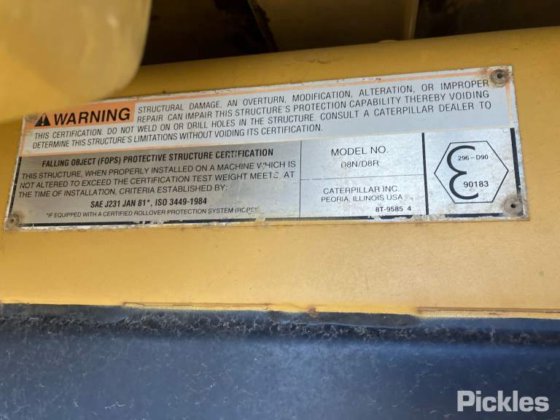 WARNING
STRUCTURAL DAMAGE, AN OVERTURN, MODIFICATION, ALTERATION, OR IMPROPER
REPAIR CAN IMPAIR THIS STRUCTURE'S PROTECTION CAPABILITY THEREBY VOIDING
THIS CERTIFICATION. DO NOT WELD ON OR DRILL HOLES IN THE STRUCTURE. CONSULT A CATERPILLAR DEALER TO
DETERMINE THIS STRUCTURE'S LIMITATIONS WITHOUT VOIDING ITS CERTIFICATION.
FALLING OBJECT (FOPS) PROTECTIVE STRUCTURE CERTIFICATION
THIS STRUCTURE, WHEN PROPERLY INSTALLED ON A MACHINE WHICH IS
NOT ALTERED TO EXCEED THE CERTIFICATION TEST WEIGHT MEETS, AT
THE TIME OF INSTALLATION, CRITERIA ESTABLISHED BY:
SAE J231 JAN 81*, ISO 3449-1984
*IF EQUIPPED WITH A CERTIFIED ROLLOVER PROTECTION SYSTEM (ROPS)
MODEL NO.
D8N/D8R
CATERPILLAR INC.
PEORIA, ILLINOIS USA
8T-9585 4
296-D90
90183
Pickles